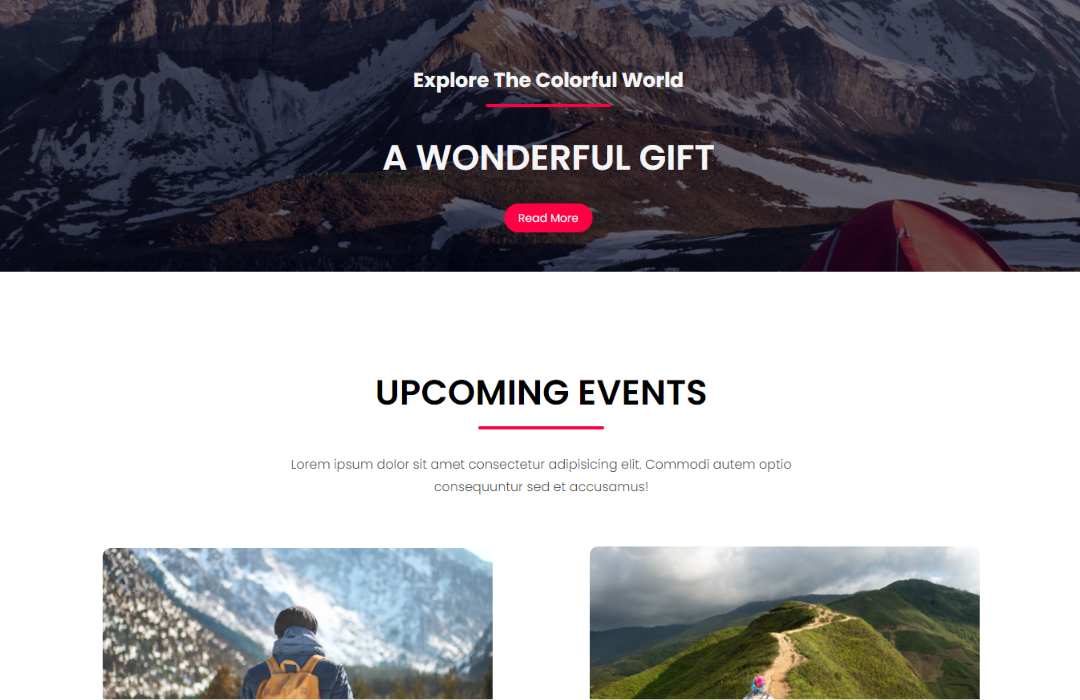 Explore The Colorful World
A WONDERFUL GIFT
Read More
UPCOMING EVENTS
Lorem ipsum dolor sit amet consectetur adipisicing elit. Commodi autem optio
consequuntur sed et accusamus!